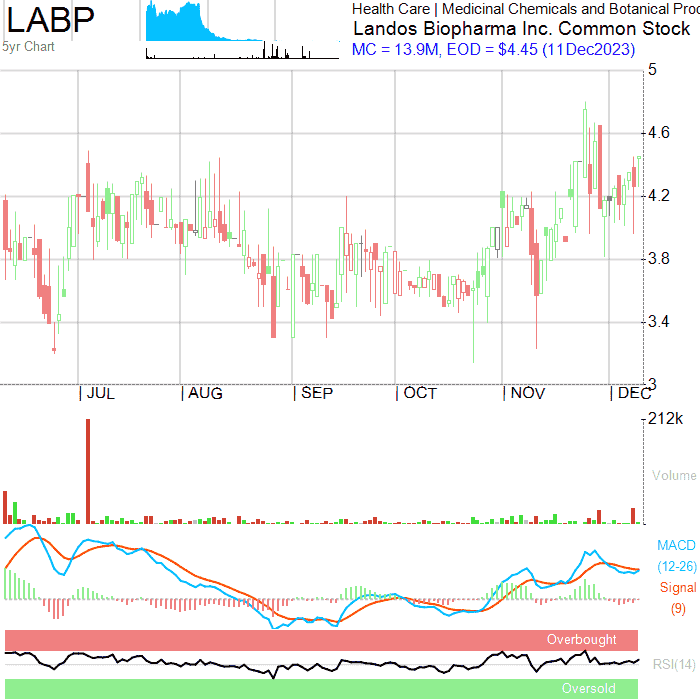 LABP
5yr Chart
Health Care | Medicinal Chemicals and Botanical Proc
Landos Biopharma Inc. Common Stock
MC = 13.9M, EOD = $4.45 (11Dec2023)
5
4.6
4.2
3.8
3.4
3
JUL
AUG
SEP
OCT
NOV
DEC
212k
Volume
MACD
(12-26)
Signal
(9)
Overbought
RSI(14)
Oversold